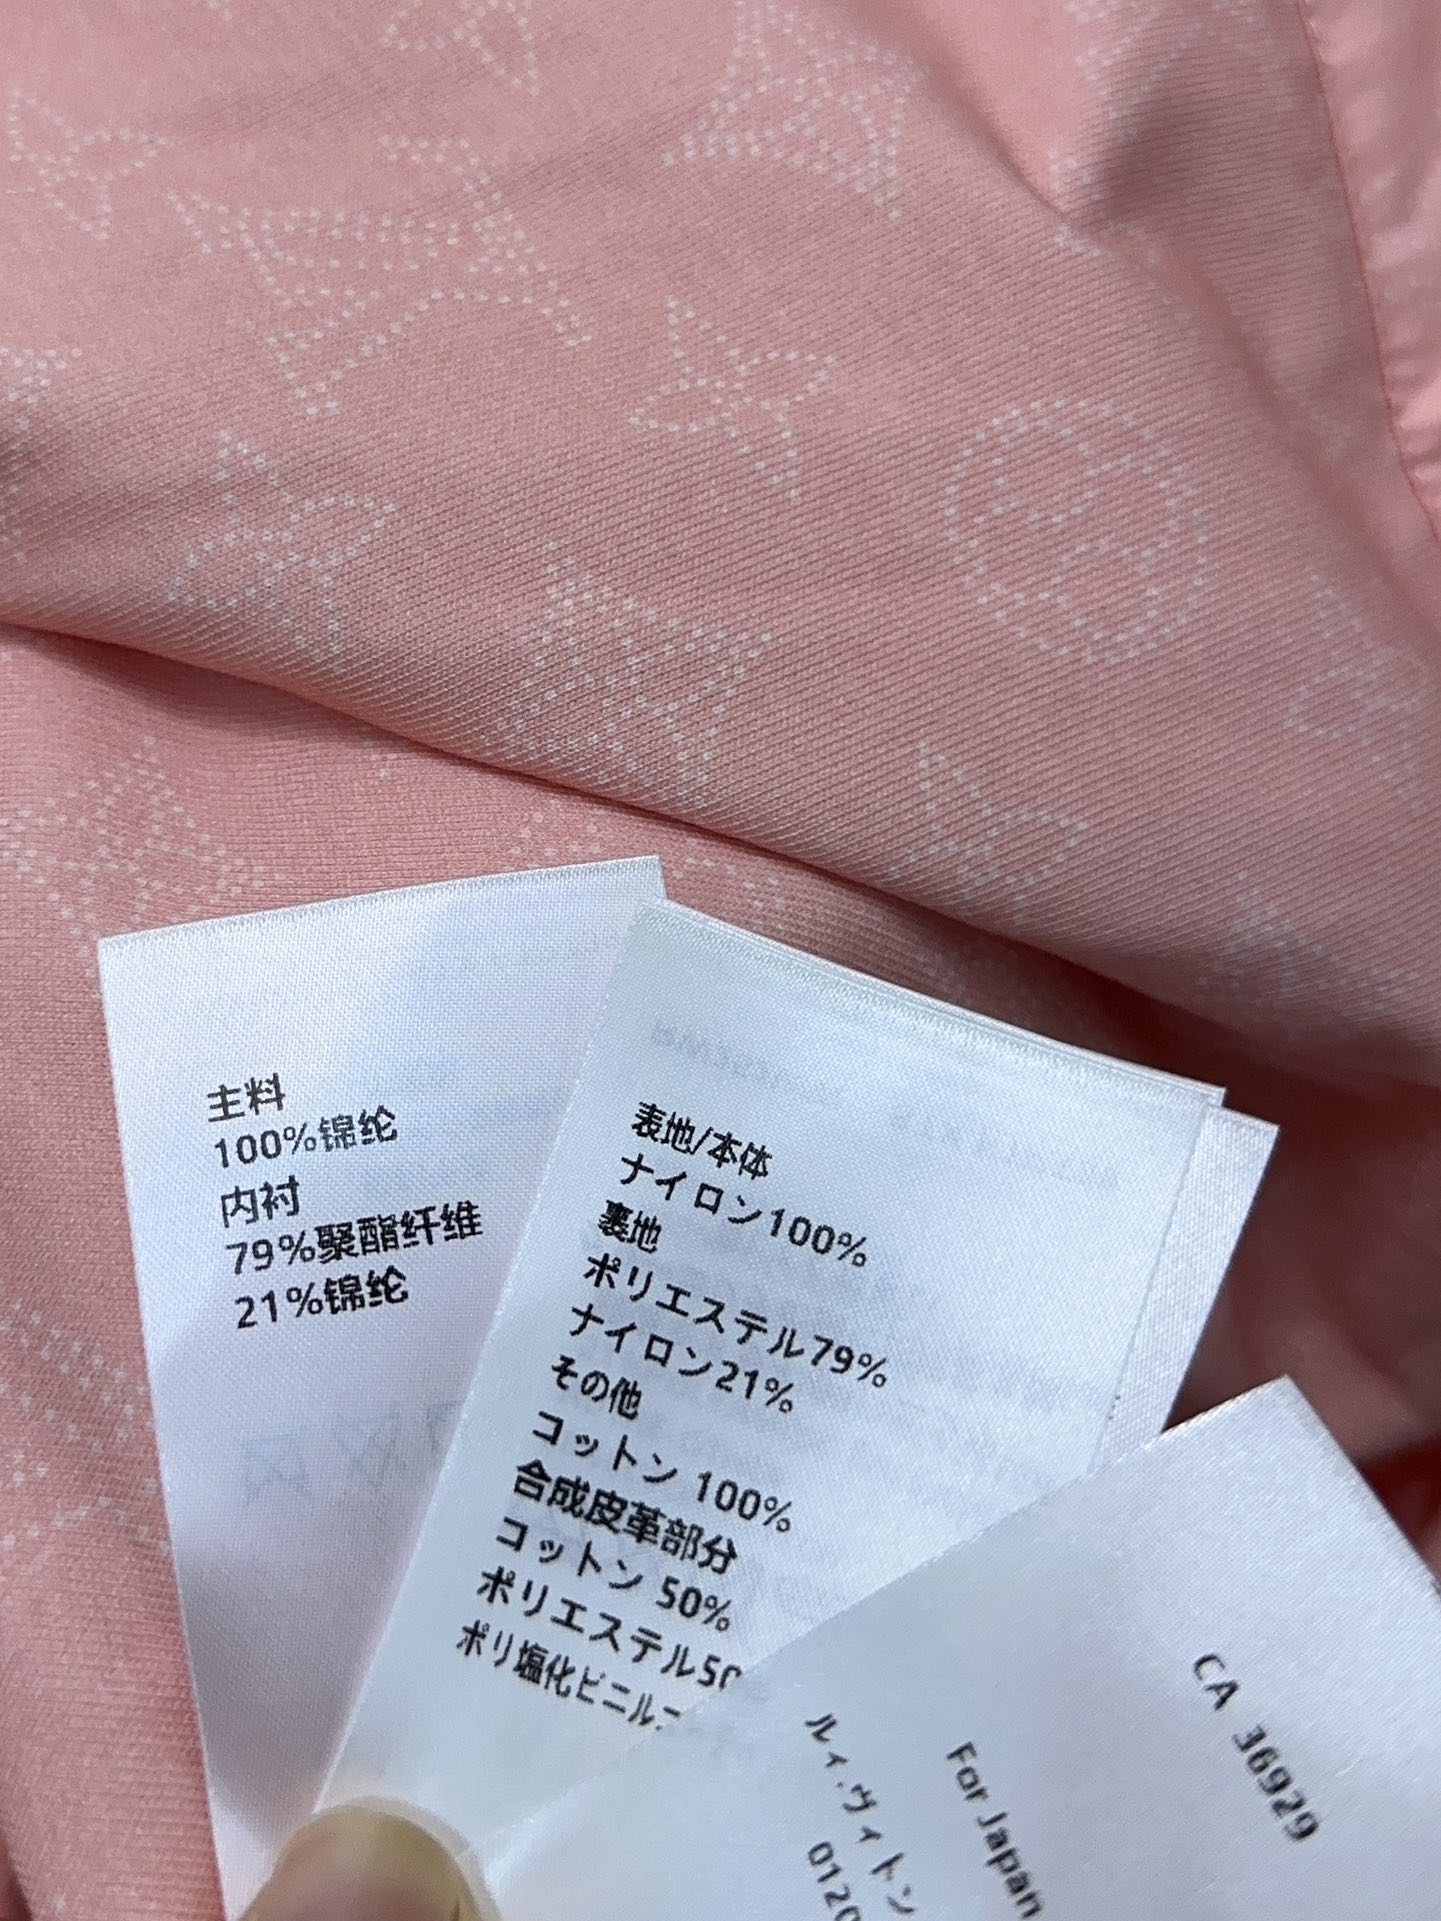 主料
100%锦纶
内衬
79%聚酯纤维
21%锦纶
表地/本体
ナイロン100%
裏地
ポリエステル79%
ナイロン21%
その他
コットン 100%
合成皮革部分
コットン 50%
ポリエステル50
ポリ塩化ビニルコ
CA 36929
For Japan
ルイ.ヴィトン
0120